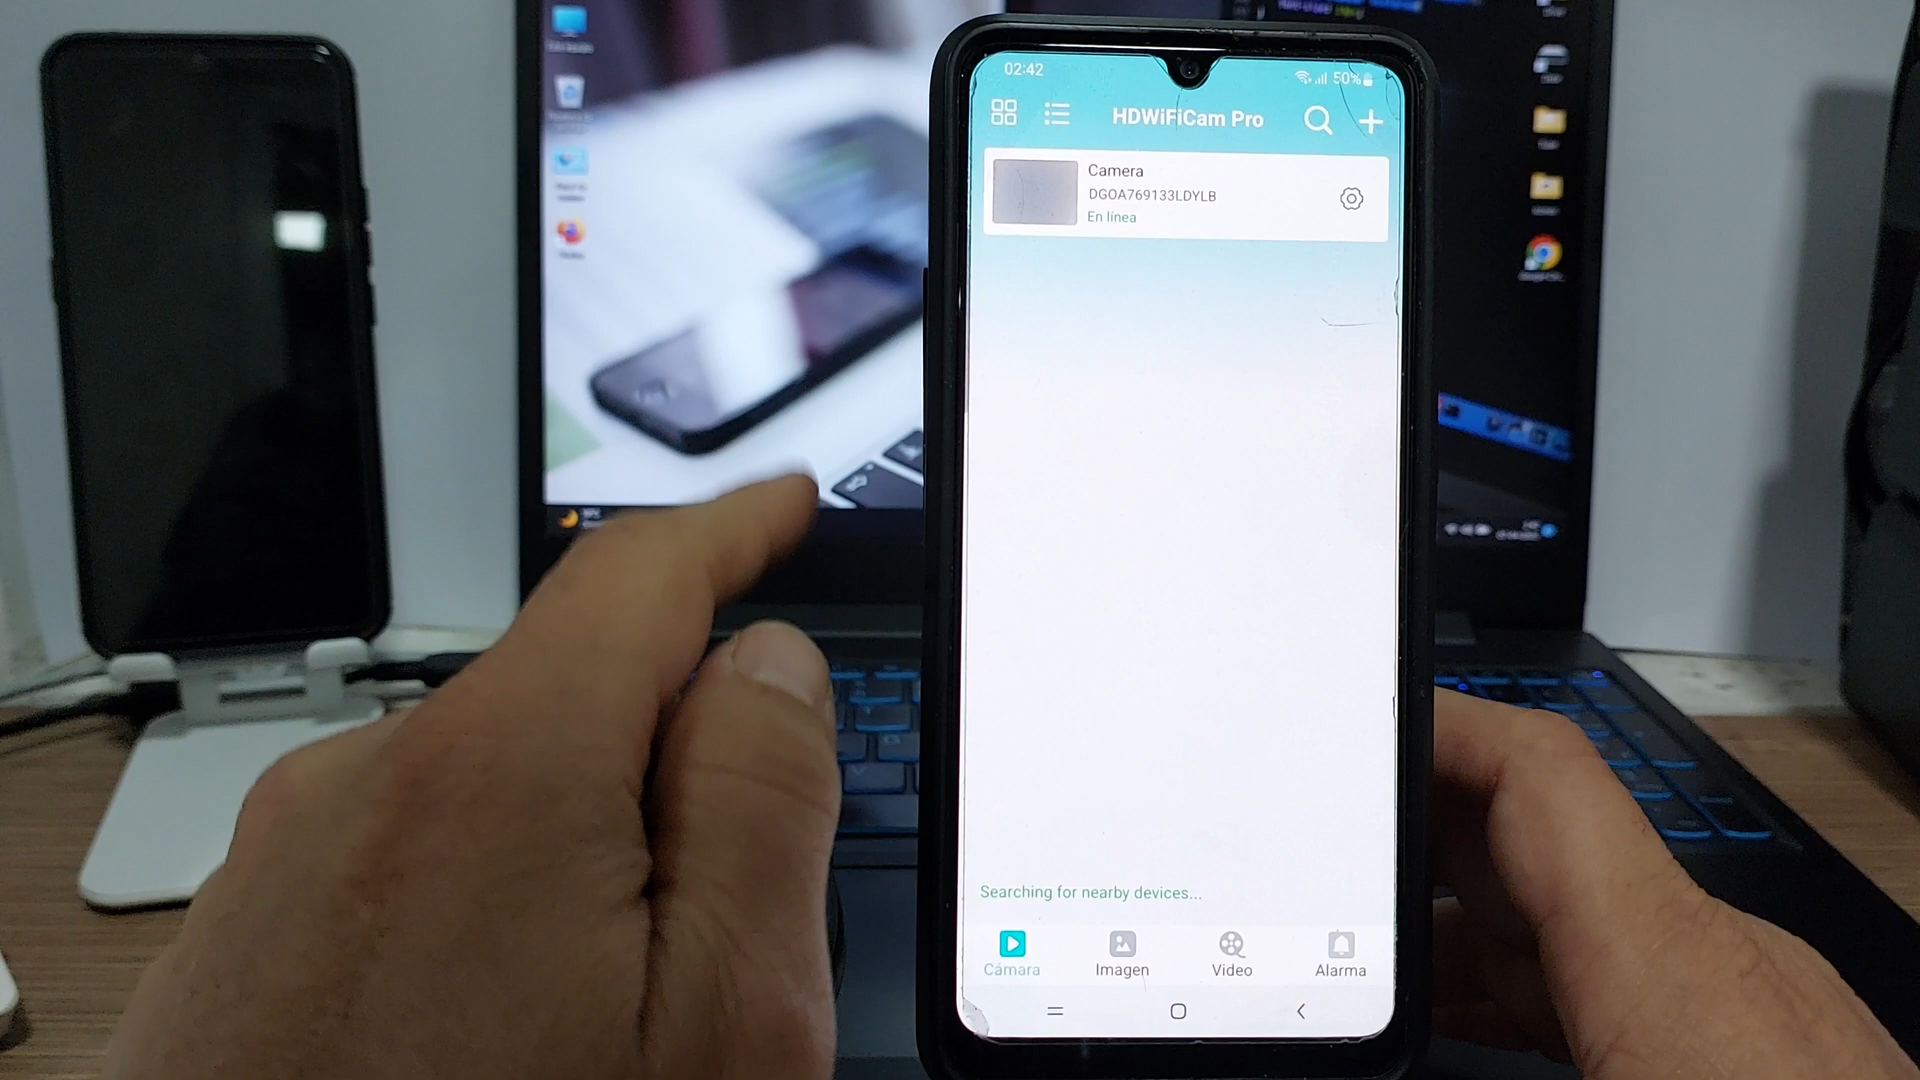 02:42
50%
HDWiFiCam Pro
Camera
DGOA769133LDYLB
En línea
Searching for nearby devices...
Cámara
Imagen
Video
Alarma